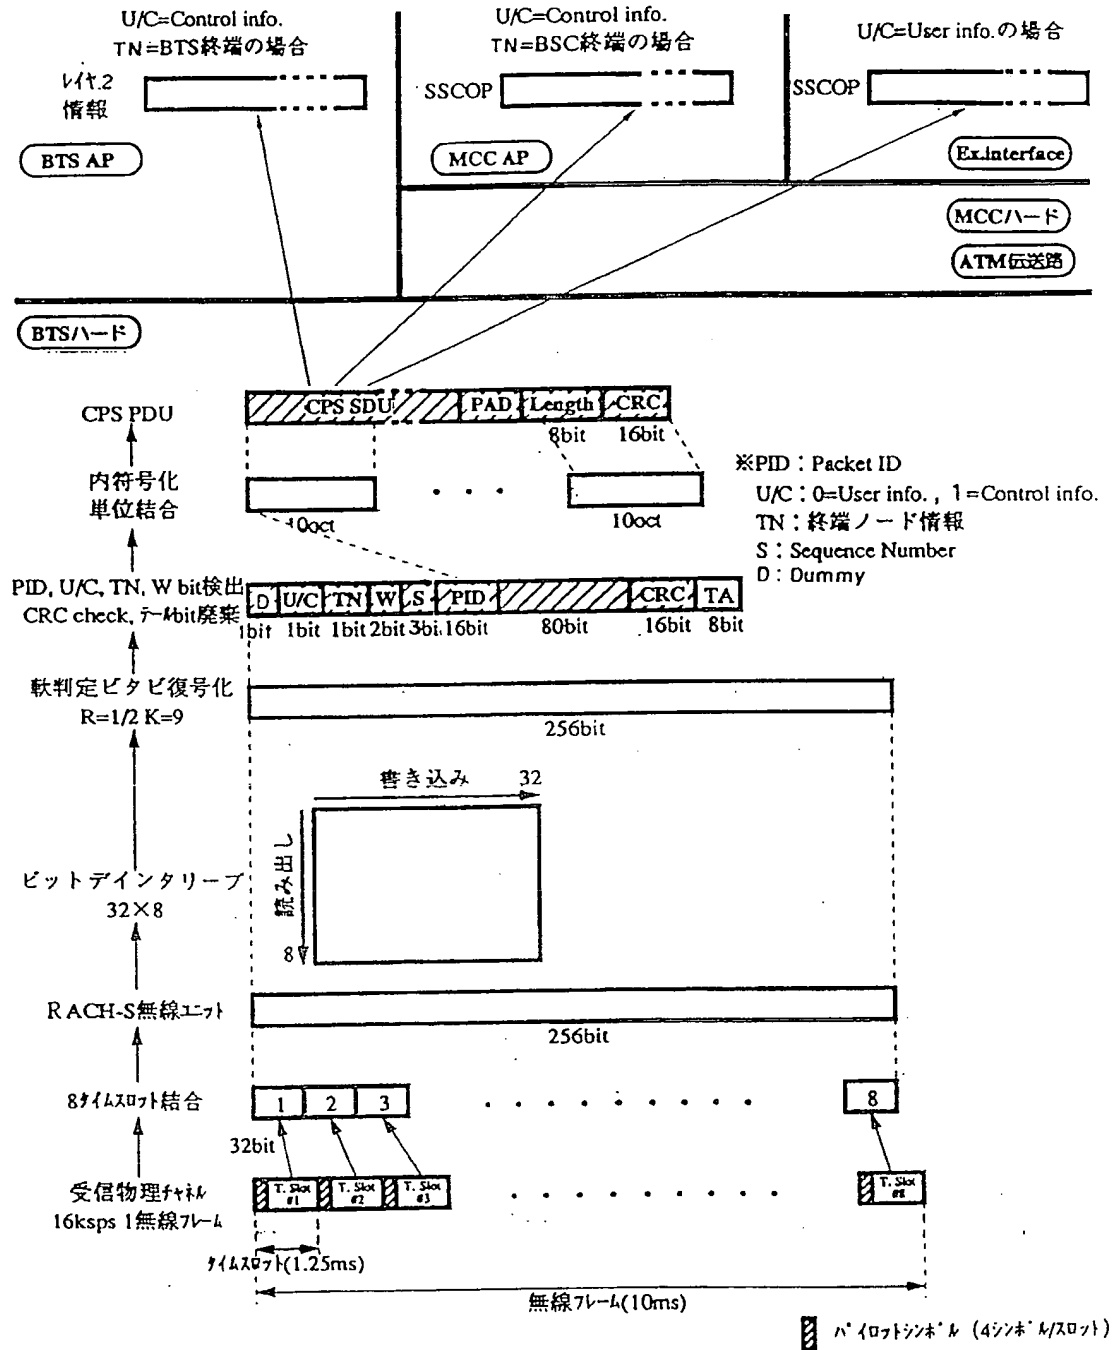 U/C=Control info.
TN=BTS終端の場合
U/C=Control info.
TN=BSC終端の場合
U/C=User info.の場合
レイヤ.2
情報
SSCOP
SSCOP
BTS AP
MCC AP
Ex.interface
MCCハード
ATM伝送路
BTSハード
CPS PDU
CPS SDU
PAD
Length
CRC
8bit
16bit
内符号化
単位結合
10oct
10oct
※PID：Packet ID
U/C：0=User info. , 1=Control info.
TN：終端ノード情報
S：Sequence Number
D：Dummy
PID, U/C, TN, W bit検出
CRC check, テールbit廃棄
D
U/C
TN
W
S
PID
CRC
TA
1bit
1bit
1bit
2bit
3bit
16bit
80bit
16bit
8bit
軟判定ビタビ復号化
R=1/2 K=9
256bit
書き込み
32
読み出し
8
ビットデインタリーブ
32×8
RACH-S無線ユニット
256bit
8タイムスロット結合
1
2
3
8
32bit
受信物理チャネル
16ksps 1無線フレーム
T. Slot
#1
T. Slot
#2
T. Slot
#3
T. Slot
#8
タイムスロット(1.25ms)
無線フレーム(10ms)
パイロットシンボル (4シンボル/スロット)